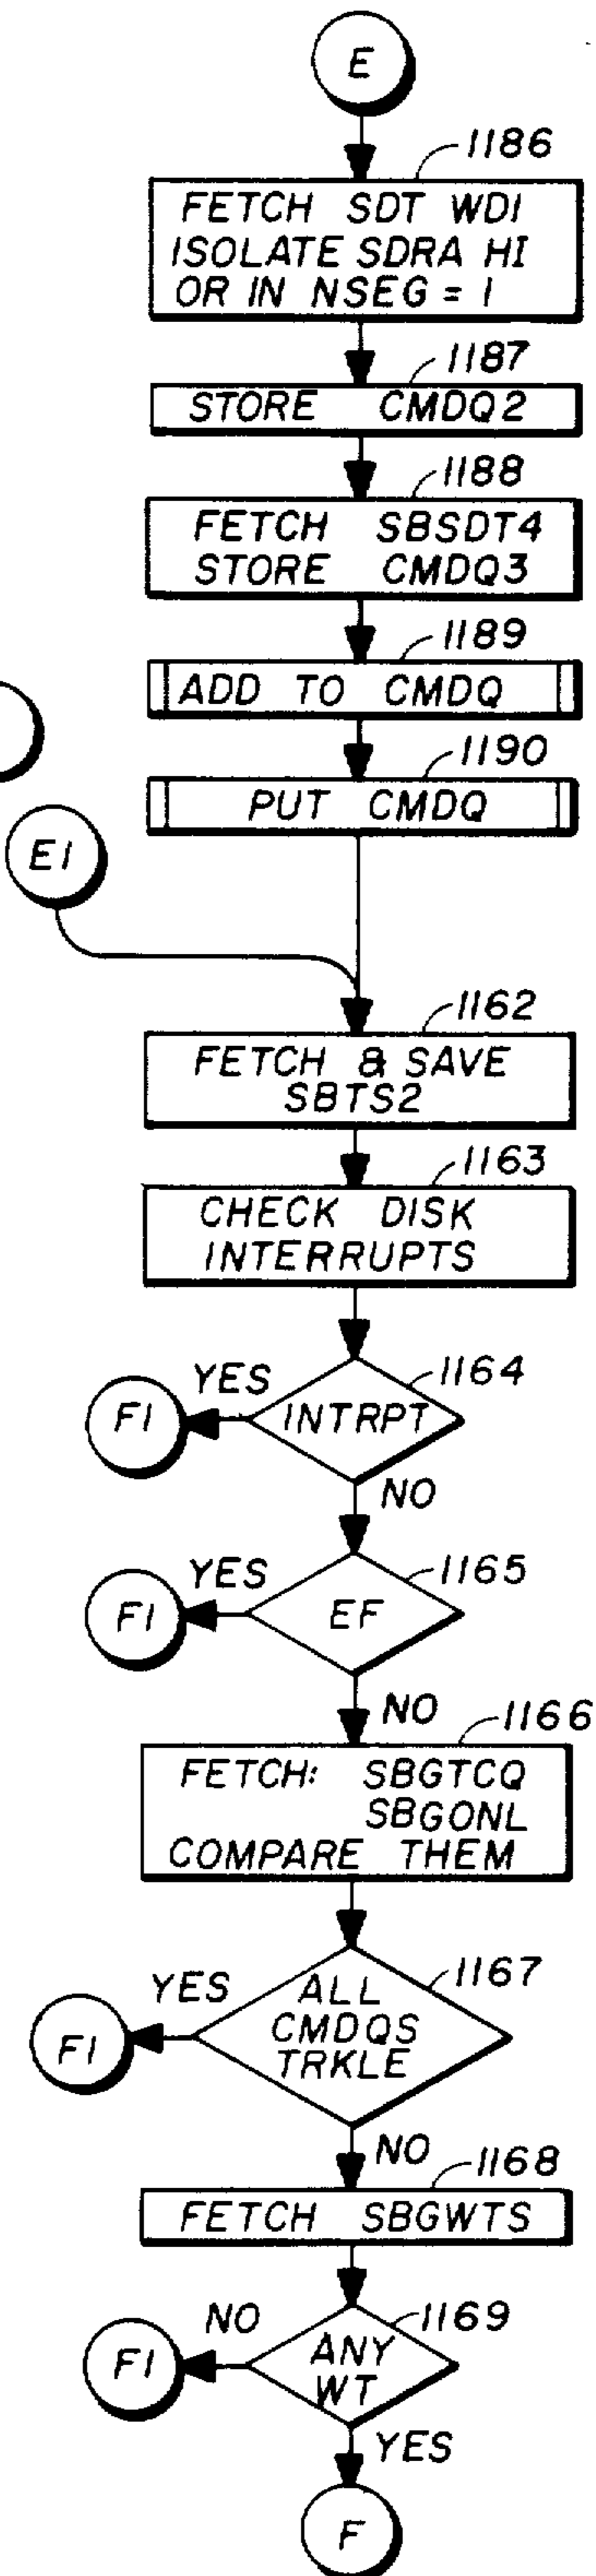 E
1186
FETCH SDT WD1
ISOLATE SDRA HI
OR IN NSEG = 1
1187
STORE CMDQ2
1188
FETCH SBSDT4
STORE CMDQ3
1189
ADD TO CMDQ
1190
PUT CMDQ
E1
1162
FETCH & SAVE
SBTS2
1163
CHECK DISK
INTERRUPTS
1164
YES
F1
INTRPT
NO
1165
YES
F1
EF
NO
1166
FETCH: SBGTCQ
SBGONL
COMPARE THEM
1167
YES
F1
ALL
CMDQS
TRKLE
NO
1168
FETCH SBGWTS
1169
NO
F1
ANY
WT
YES
F